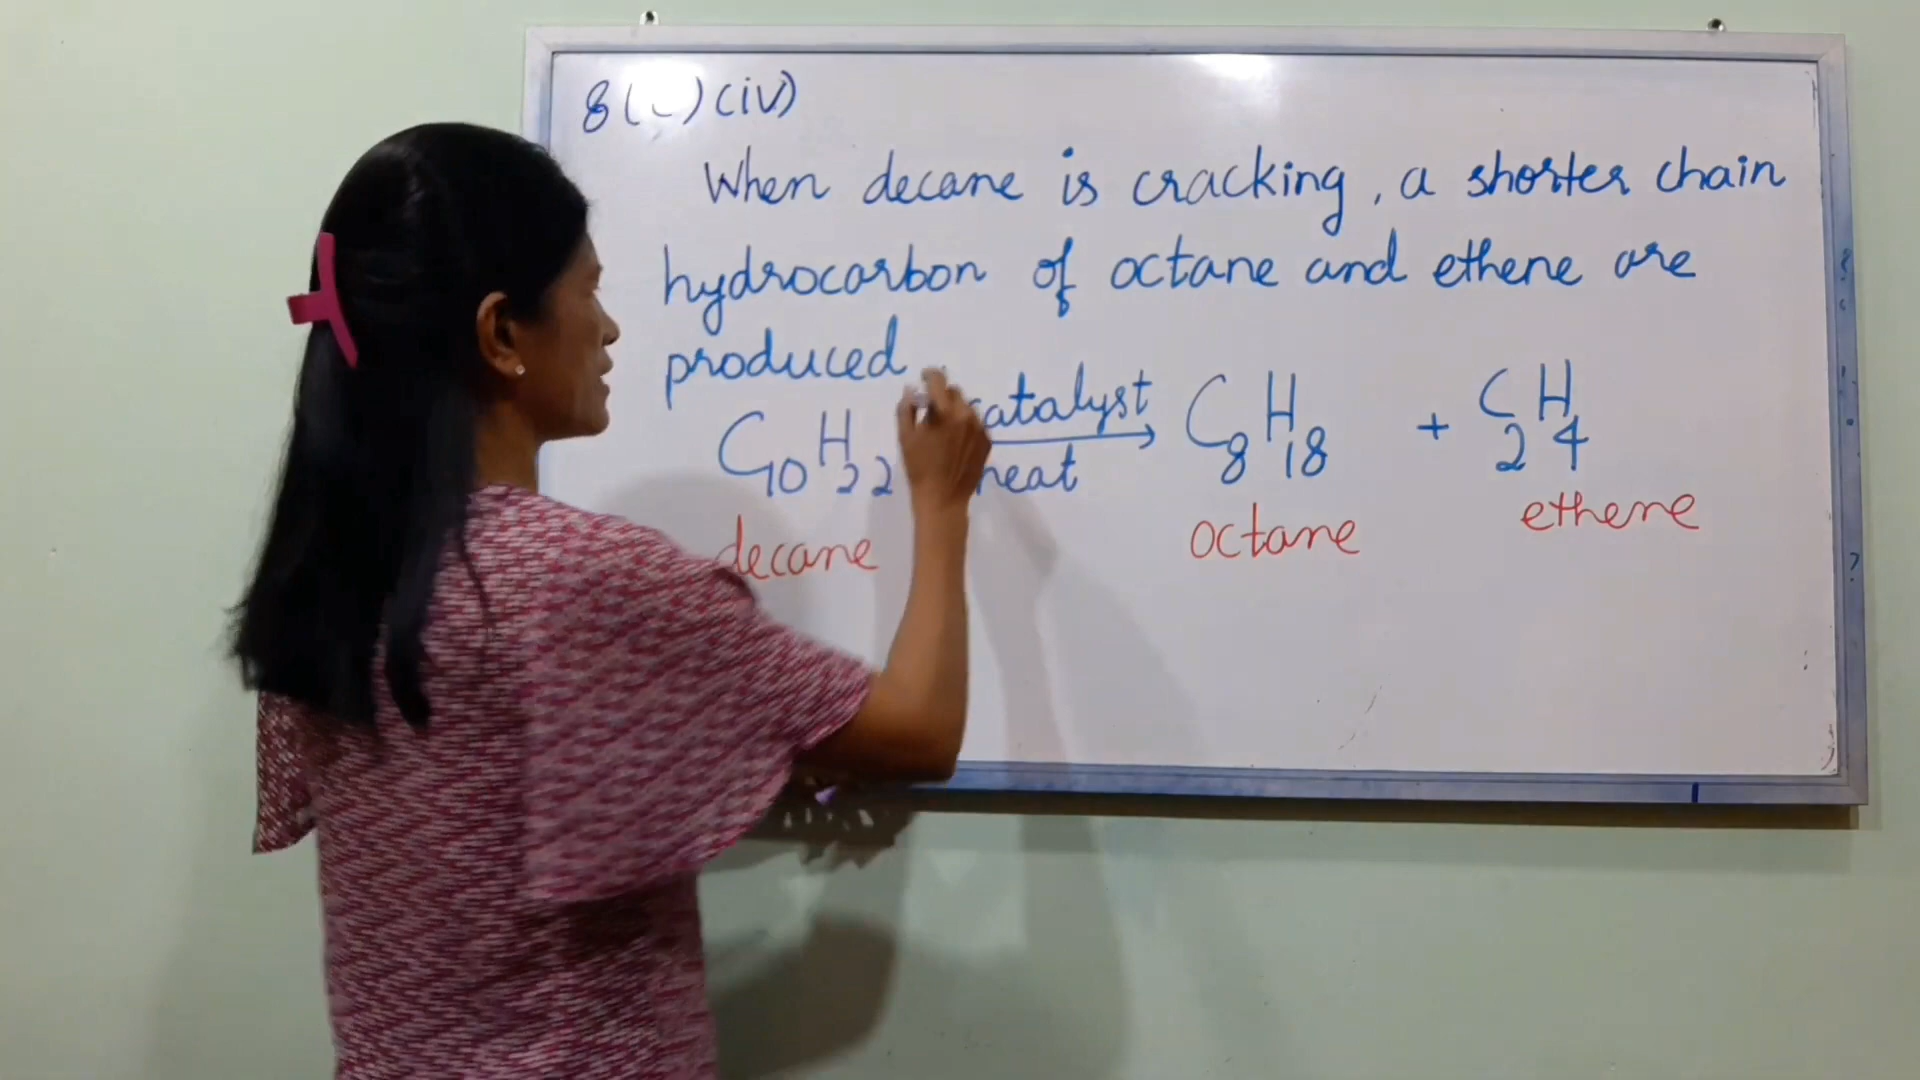 8(c)(iv)
When decane is cracking, a shorter chain
hydrocarbon of octane and ethene are
produced.
C10H22 catalyst C8H18 + C2H4
heat
decane octane ethene